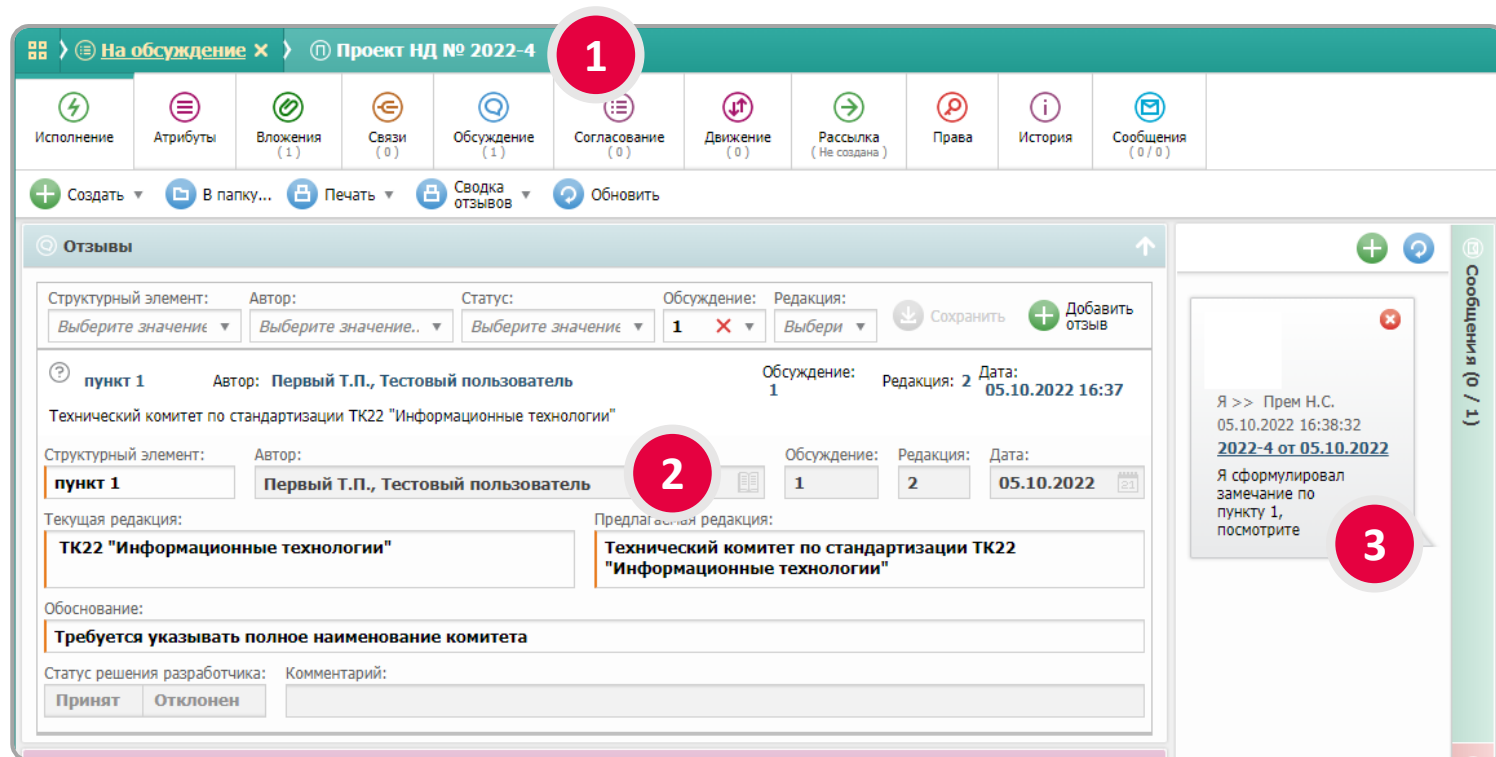 На обсуждение Проект НД № 2022-4
1
Исполнение
Атрибуты
Вложения
( 1 )
Связи
( 0 )
Обсуждение
( 1 )
Согласование
( 0 )
Движение
( 0 )
Рассылка
( Не создана )
Права
История
Сообщения
( 0 / 0 )
Создать
В папку...
Печать
Сводка
отзывов
Обновить
Отзывы
Структурный элемент: Автор: Статус: Обсуждение: Редакция:
Выберите значение Выберите значение.. Выберите значение 1 Выбери
Сохранить
Добавить
отзыв
? пункт 1 Автор: Первый Т.П., Тестовый пользователь
Обсуждение:
1
Редакция: 2
Дата:
05.10.2022 16:37
Технический комитет по стандартизации ТК22 "Информационные технологии"
Структурный элемент: Автор: Обсуждение: Редакция: Дата:
пункт 1 Первый Т.П., Тестовый пользователь 1 2 05.10.2022 21
2
Текущая редакция:
ТК22 "Информационные технологии"
Предлагаемая редакция:
Технический комитет по стандартизации ТК22
"Информационные технологии"
Обоснование:
Требуется указывать полное наименование комитета
Статус решения разработчика: Комментарий:
Принят Отклонен
Я >> Прем Н.С.
05.10.2022 16:38:32
2022-4 от 05.10.2022
Я сформулировал
замечание по
пункту 1,
посмотрите
3
Сообщения (0 / 1)